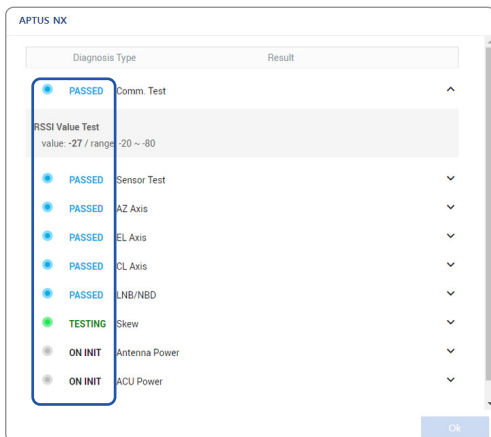 APTUS NX
Diagnosis Type Result
PASSED Comm. Test
RSSI Value Test
value: -27 / range: -20 ~ -80
PASSED Sensor Test
PASSED AZ Axis
PASSED EL Axis
PASSED CL Axis
PASSED LNB/NBD
TESTING Skew
ON INIT Antenna Power
ON INIT ACU Power
Ok